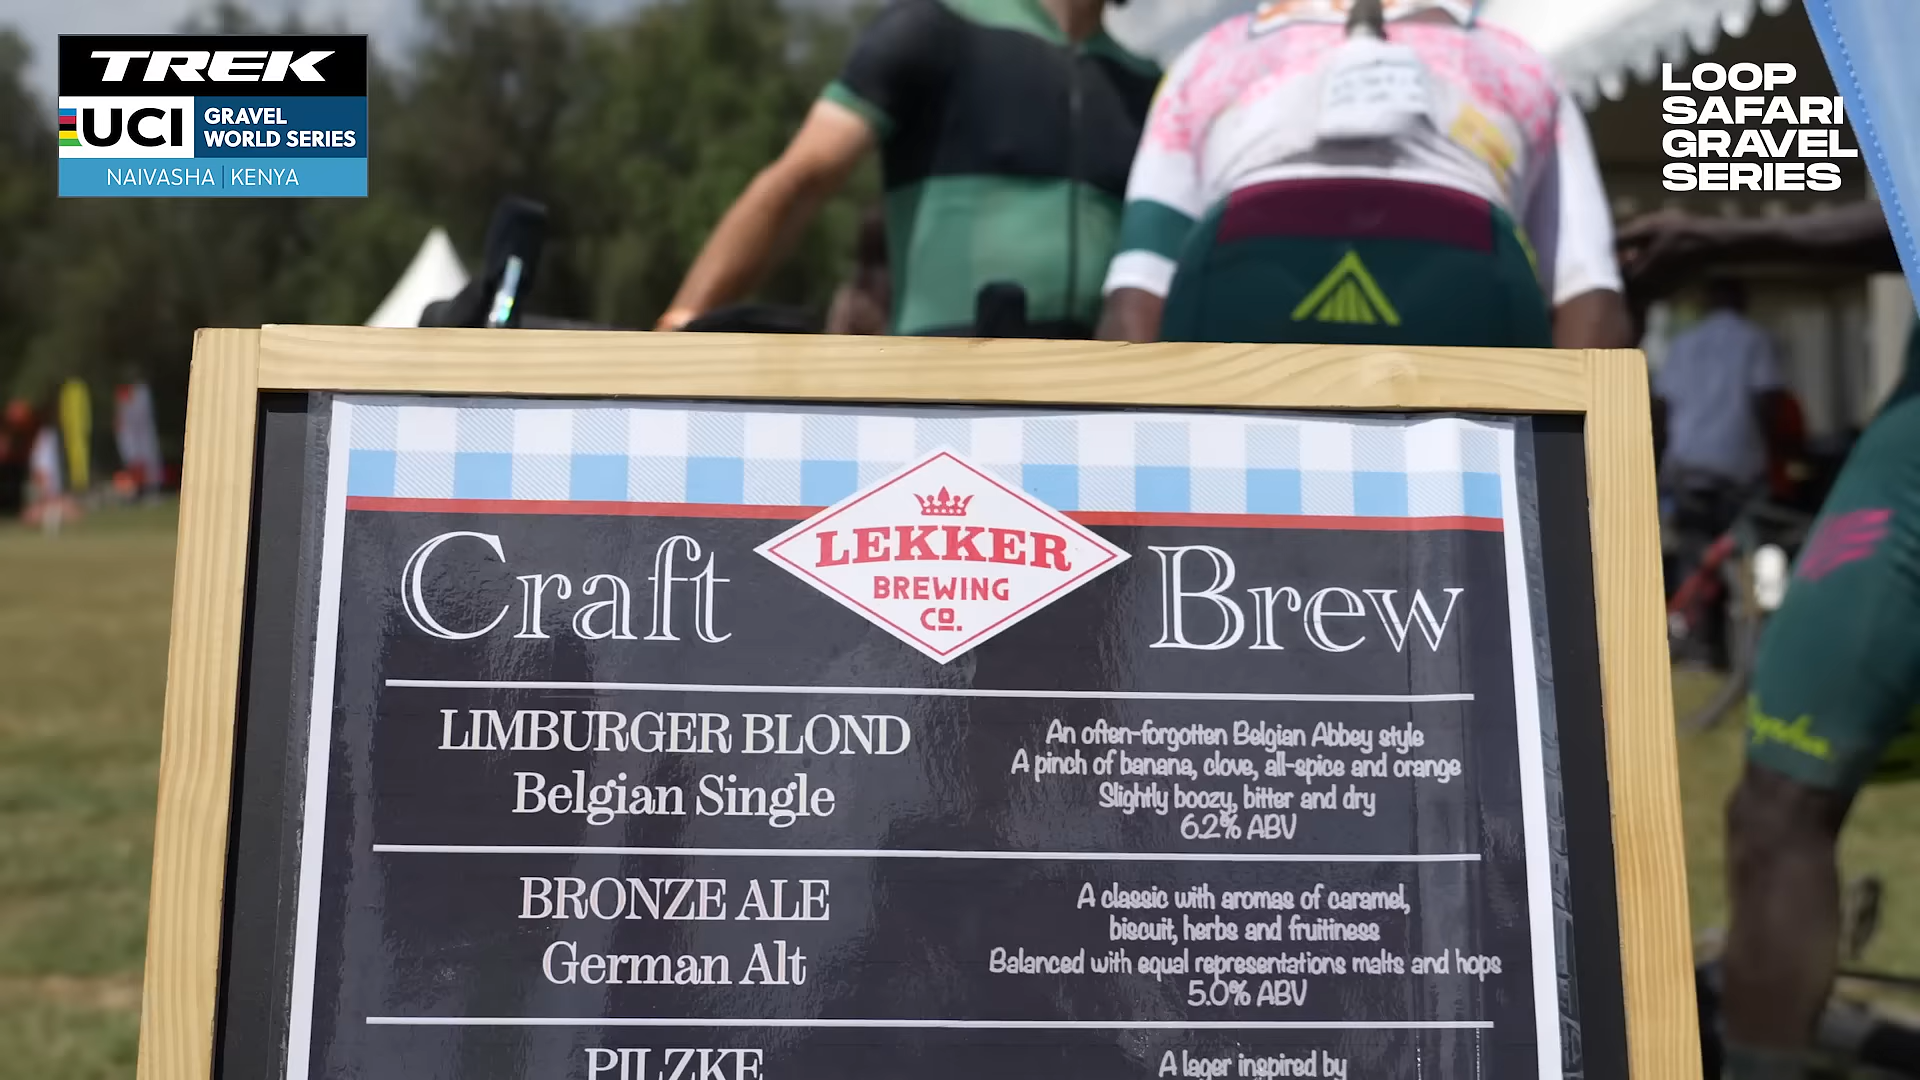 TREK
UCI
GRAVEL
WORLD SERIES
NAIVASHA | KENYA
LOOP
SAFARI
GRAVEL
SERIES
Craft
LEKKER
BREWING
CO.
Brew
LIMBURGER BLOND
Belgian Single
An often-forgotten Belgian Abbey style
A pinch of banana, clove, all-spice and orange
Slightly boozy, bitter and dry
6.2% ABV
BRONZE ALE
German Alt
A classic with aromas of caramel,
biscuit, herbs and fruitiness
Balanced with equal representations malts and hops
5.0% ABV
PILZKE
A lager inspired by